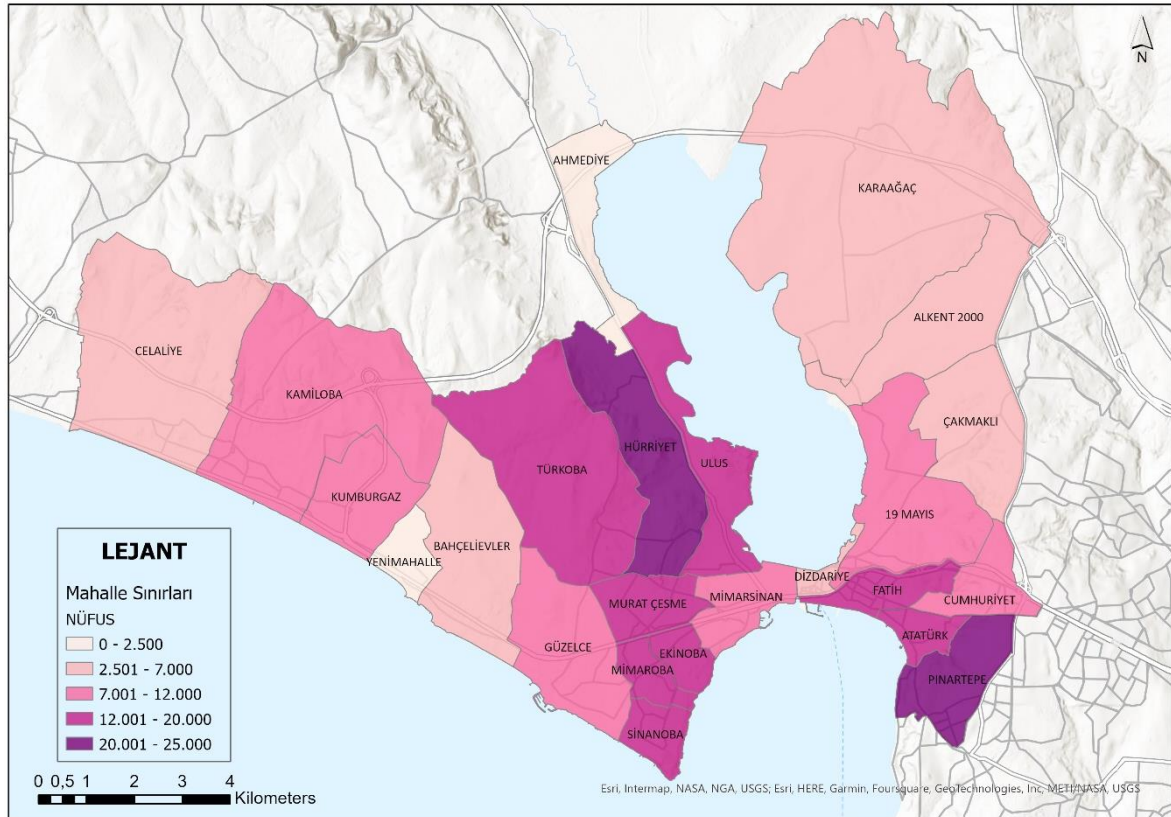 N
AHMEDİYE
KARAAĞAÇ
ALKENT 2000
CELALİYE
KAMİLOBA
ÇAKMAKLI
HÜRRİYET
TÜRKOBA
ULUS
KUMBURGAZ
19 MAYIS
BAHÇELİEVLER
YENİMAHALLE
DİZDARİYE
FATİH
MİMARSİNAN
CUMHURİYET
MURAT ÇESME
ATATÜRK
GÜZELCE
EKİNOBA
MİMAROBA
PINARTEPE
SİNANOBA
LEJANT
Mahalle Sınırları
NÜFUS
0 - 2.500
2.501 - 7.000
7.001 - 12.000
12.001 - 20.000
20.001 - 25.000
0 0,5 1 2 3 4
Kilometers
Esri, Intermap, NASA, NGA, USGS; Esri, HERE, Garmin, Foursquare, GeoTechnologies, Inc, METI/NASA, USGS